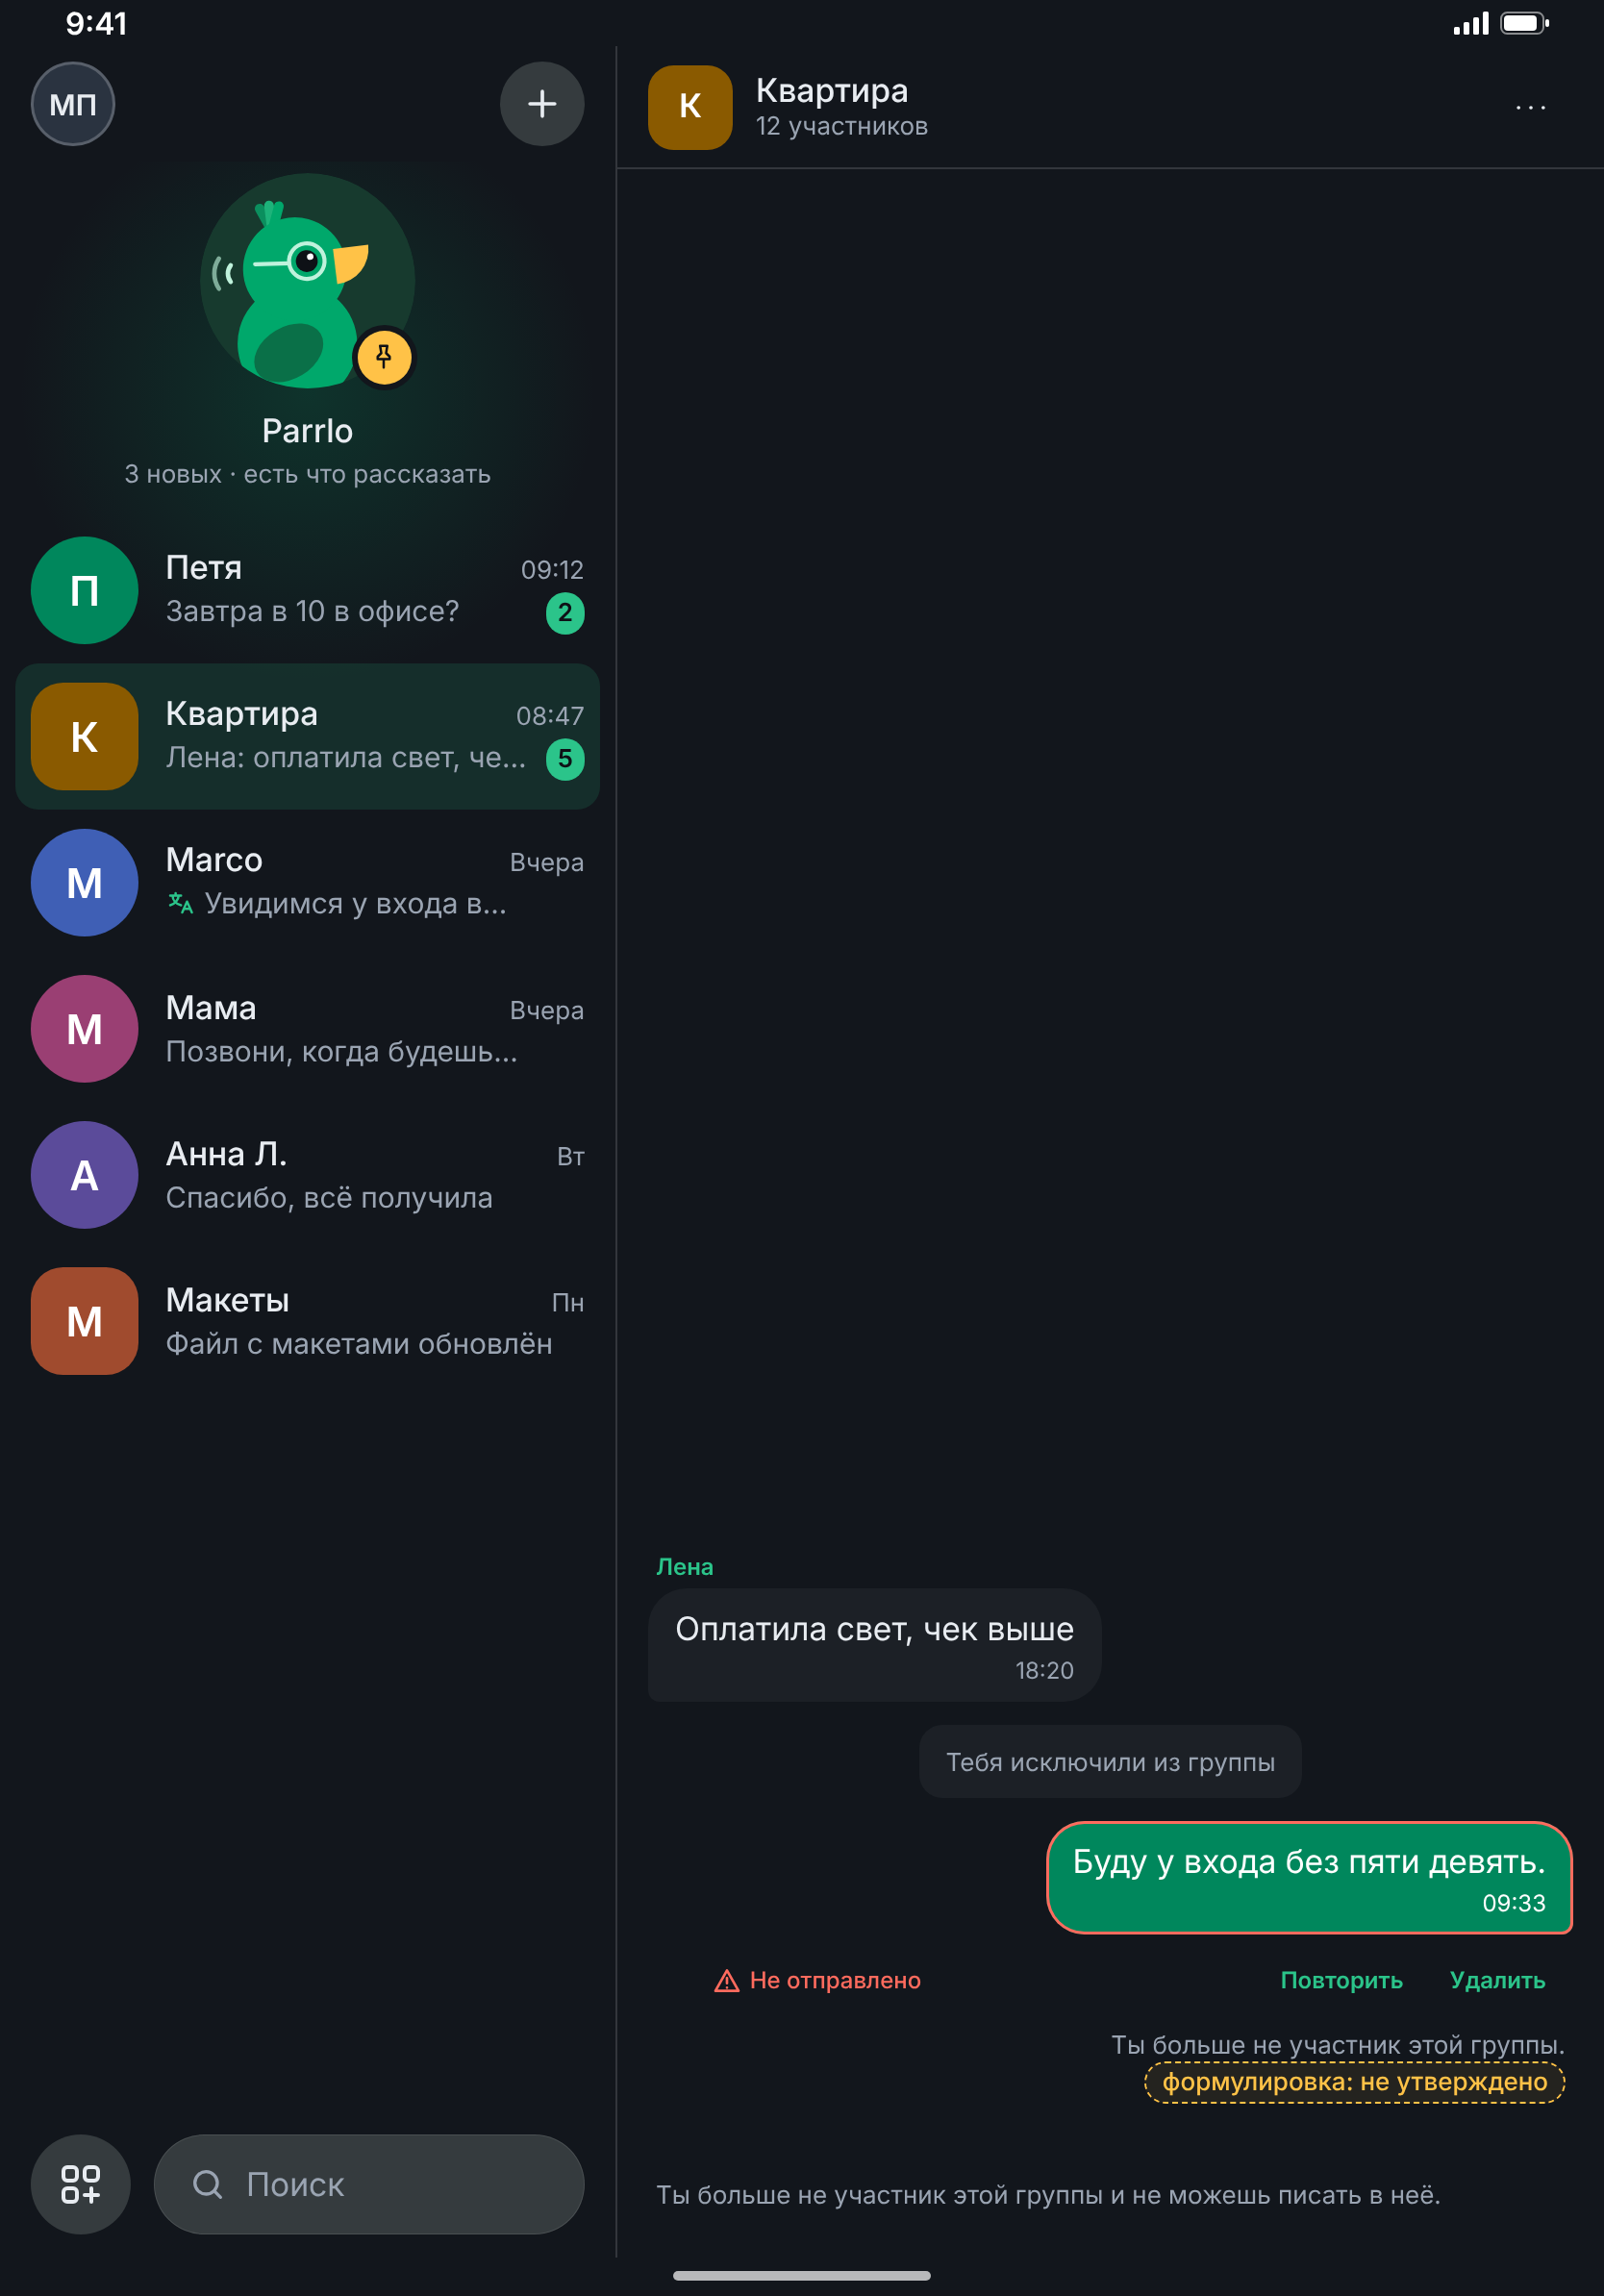 9:41
МП
Parrlo
3 новых · есть что рассказать
П
Петя
09:12
Завтра в 10 в офисе?
2
К
Квартира
08:47
Лена: оплатила свет, че...
5
M
Marco
Вчера
Увидимся у входа в...
М
Мама
Вчера
Позвони, когда будешь...
А
Анна Л.
Вт
Спасибо, всё получила
М
Макеты
Пн
Файл с макетами обновлён
Поиск
К
Квартира
12 участников
Лена
Оплатила свет, чек выше
18:20
Тебя исключили из группы
Буду у входа без пяти девять.
09:33
Не отправлено
Повторить
Удалить
Ты больше не участник этой группы.
формулировка: не утверждено
Ты больше не участник этой группы и не можешь писать в неё.